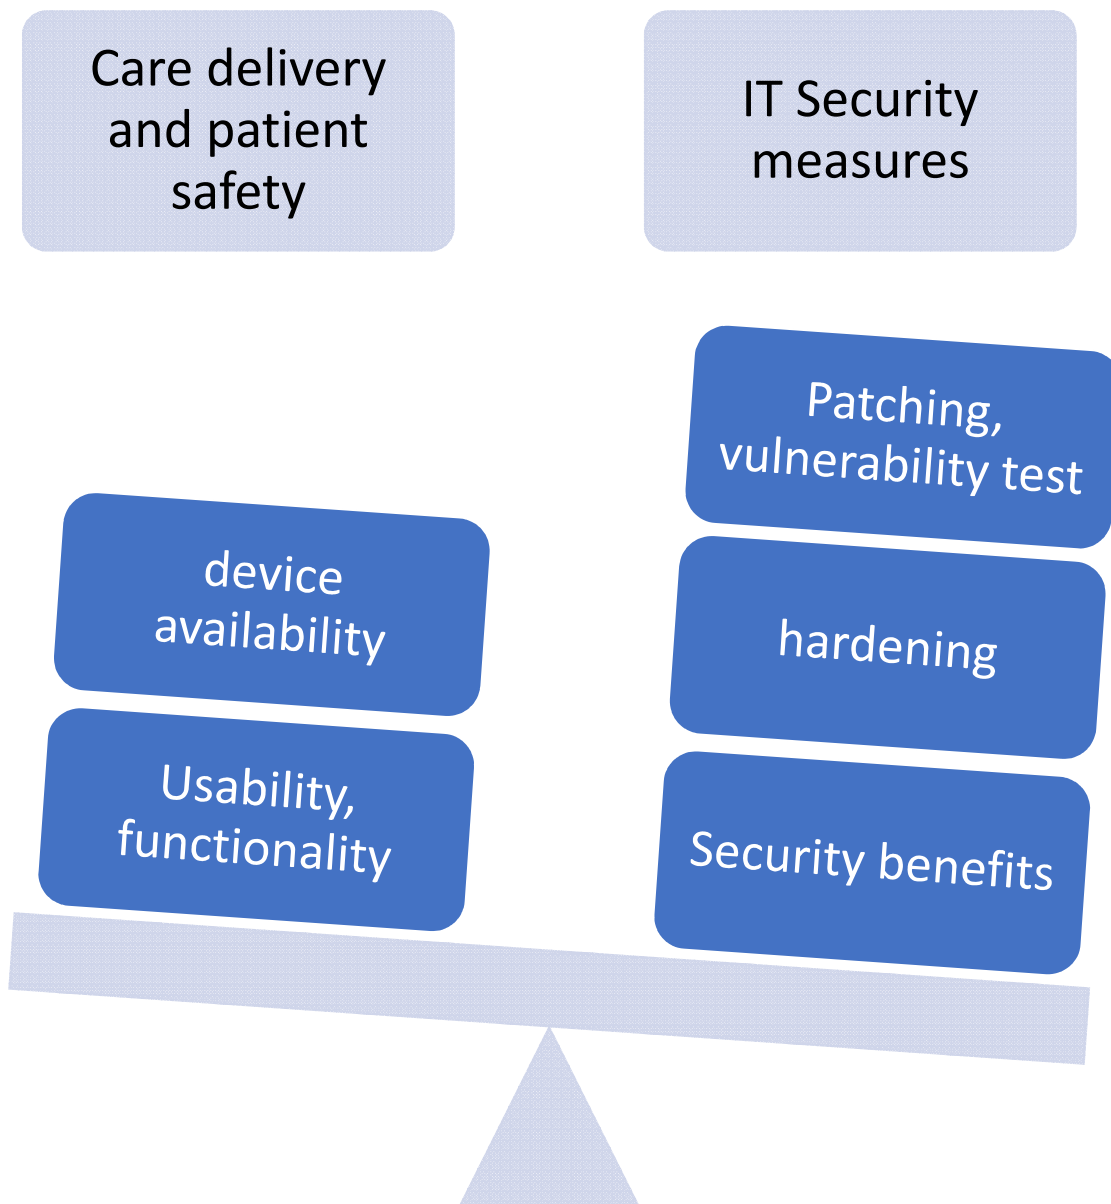 Care delivery
and patient
safety
IT Security
measures
device
availability
Usability,
functionality
Patching,
vulnerability test
hardening
Security benefits